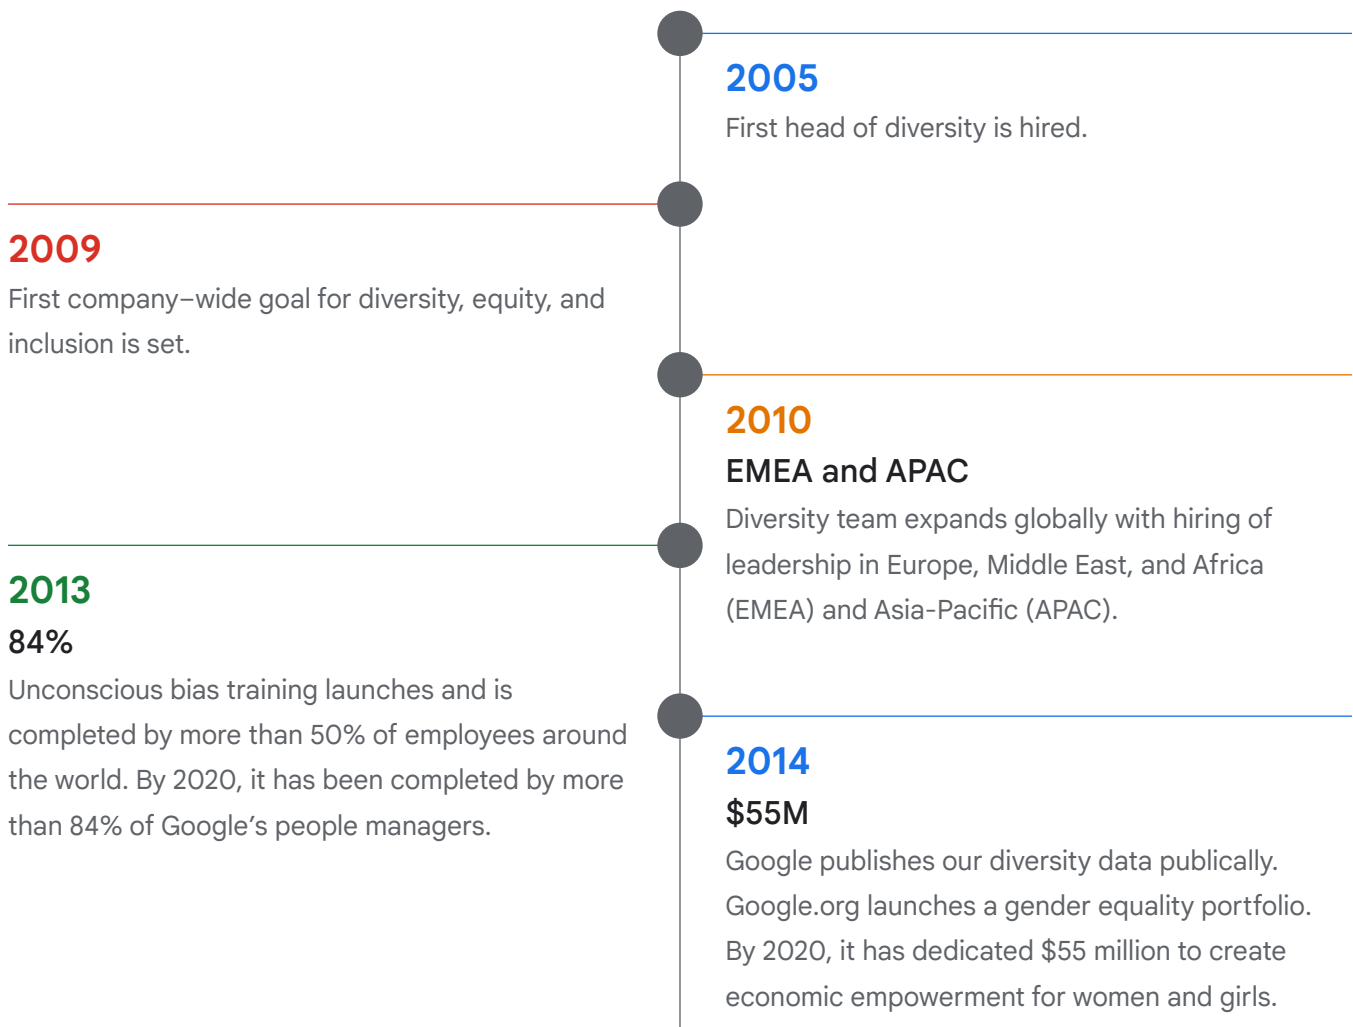 2005
First head of diversity is hired.
2009
First company–wide goal for diversity, equity, and
inclusion is set.
2010
EMEA and APAC
Diversity team expands globally with hiring of
leadership in Europe, Middle East, and Africa
(EMEA) and Asia-Pacific (APAC).
2013
84%
Unconscious bias training launches and is
completed by more than 50% of employees around
the world. By 2020, it has been completed by more
than 84% of Google’s people managers.
2014
$55M
Google publishes our diversity data publically.
Google.org launches a gender equality portfolio.
By 2020, it has dedicated $55 million to create
economic empowerment for women and girls.